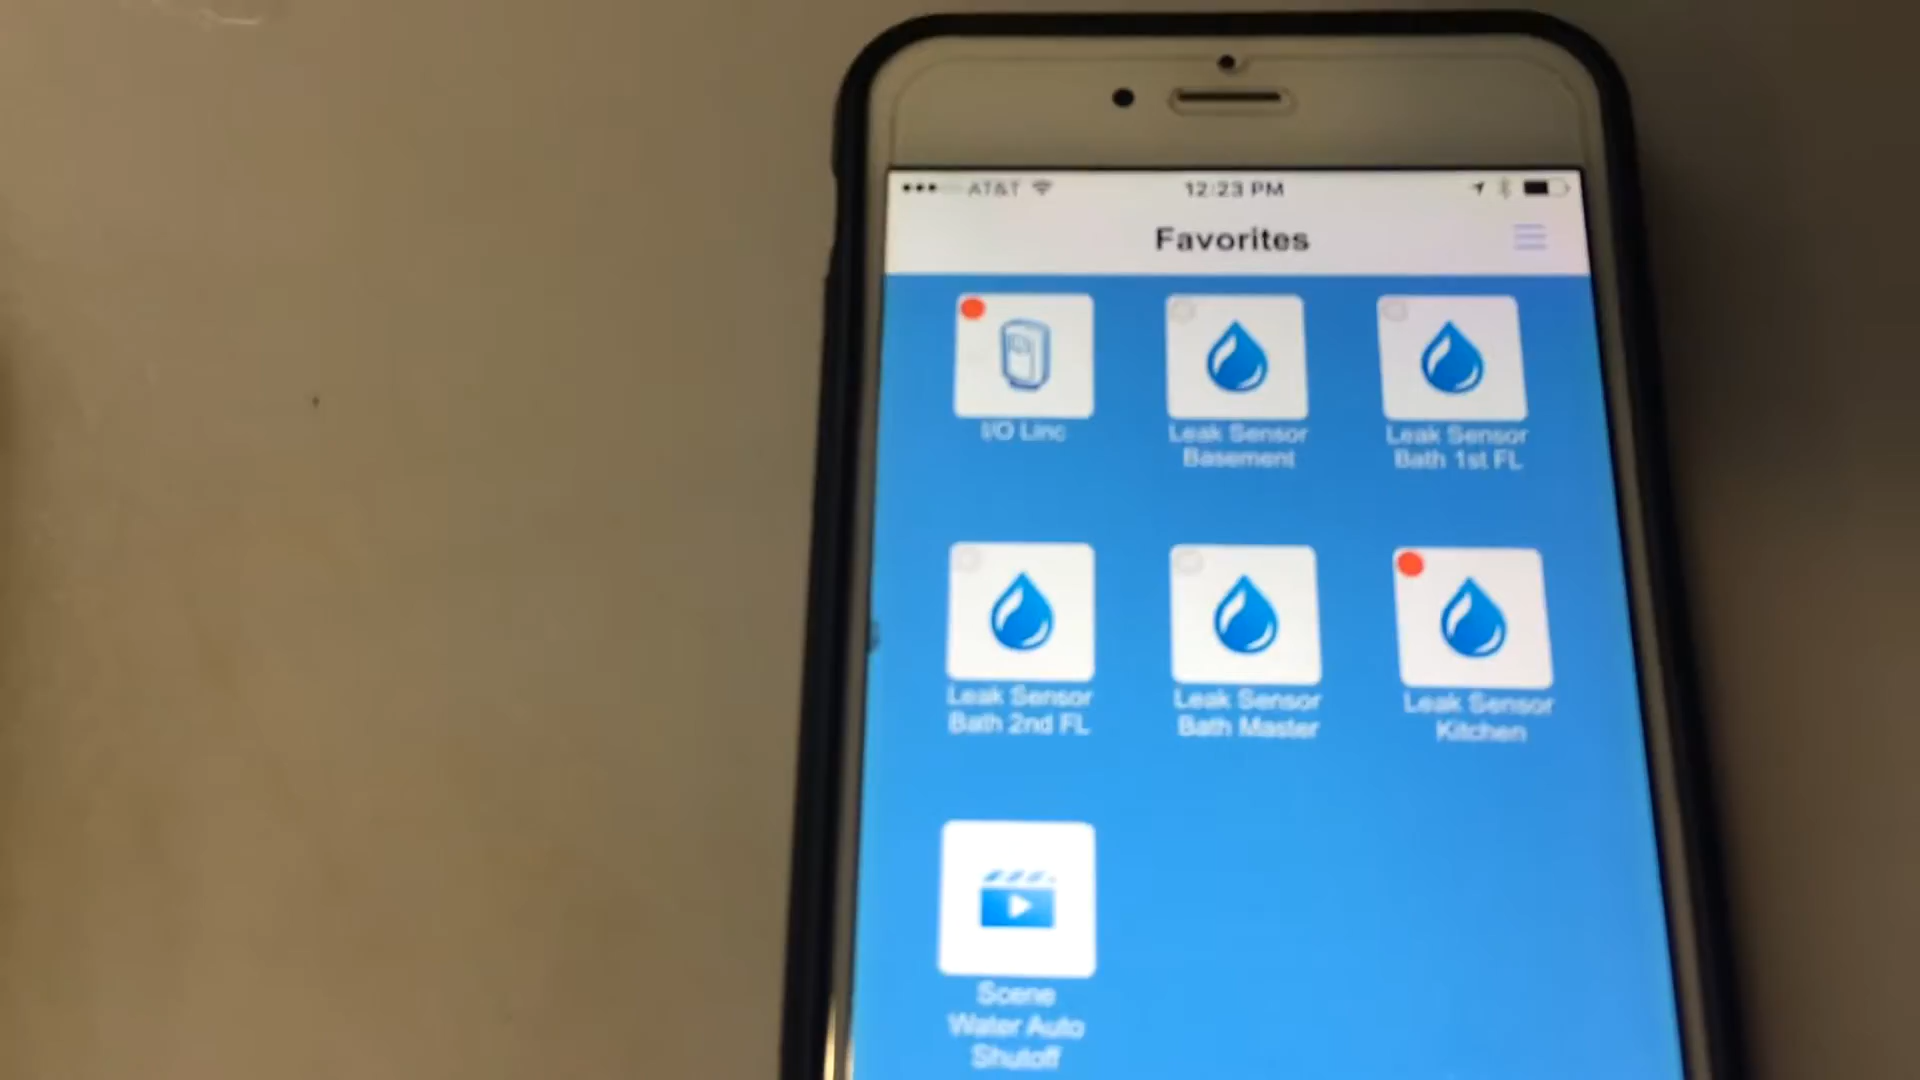 AT&T
12:23 PM
Favorites
I/O Linc
Leak Sensor
Basement
Leak Sensor
Bath 1st FL
Leak Sensor
Bath 2nd FL
Leak Sensor
Bath Master
Leak Sensor
Kitchen
Scene
Water Auto
Shutoff